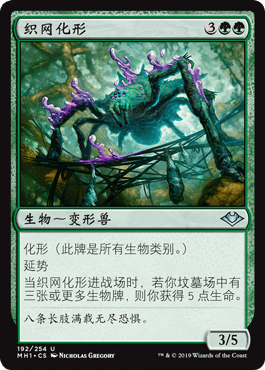 织网化形 3
生物～变形兽
化形（此牌是所有生物类别。）
延势
当织网化形进战场时，若你坟墓场中有
三张或更多生物牌，则你获得5点生命。
八条长肢满载无尽恐惧。
3/5
192/254 U
MH1 • CS NICHOLAS GREGORY
™ & © 2019 Wizards of the Coast